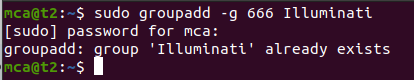 mca@t2:~$ sudo groupadd -g 666 Illuminati
[sudo] password for mca:
groupadd: group 'Illuminati' already exists
mca@t2:~$